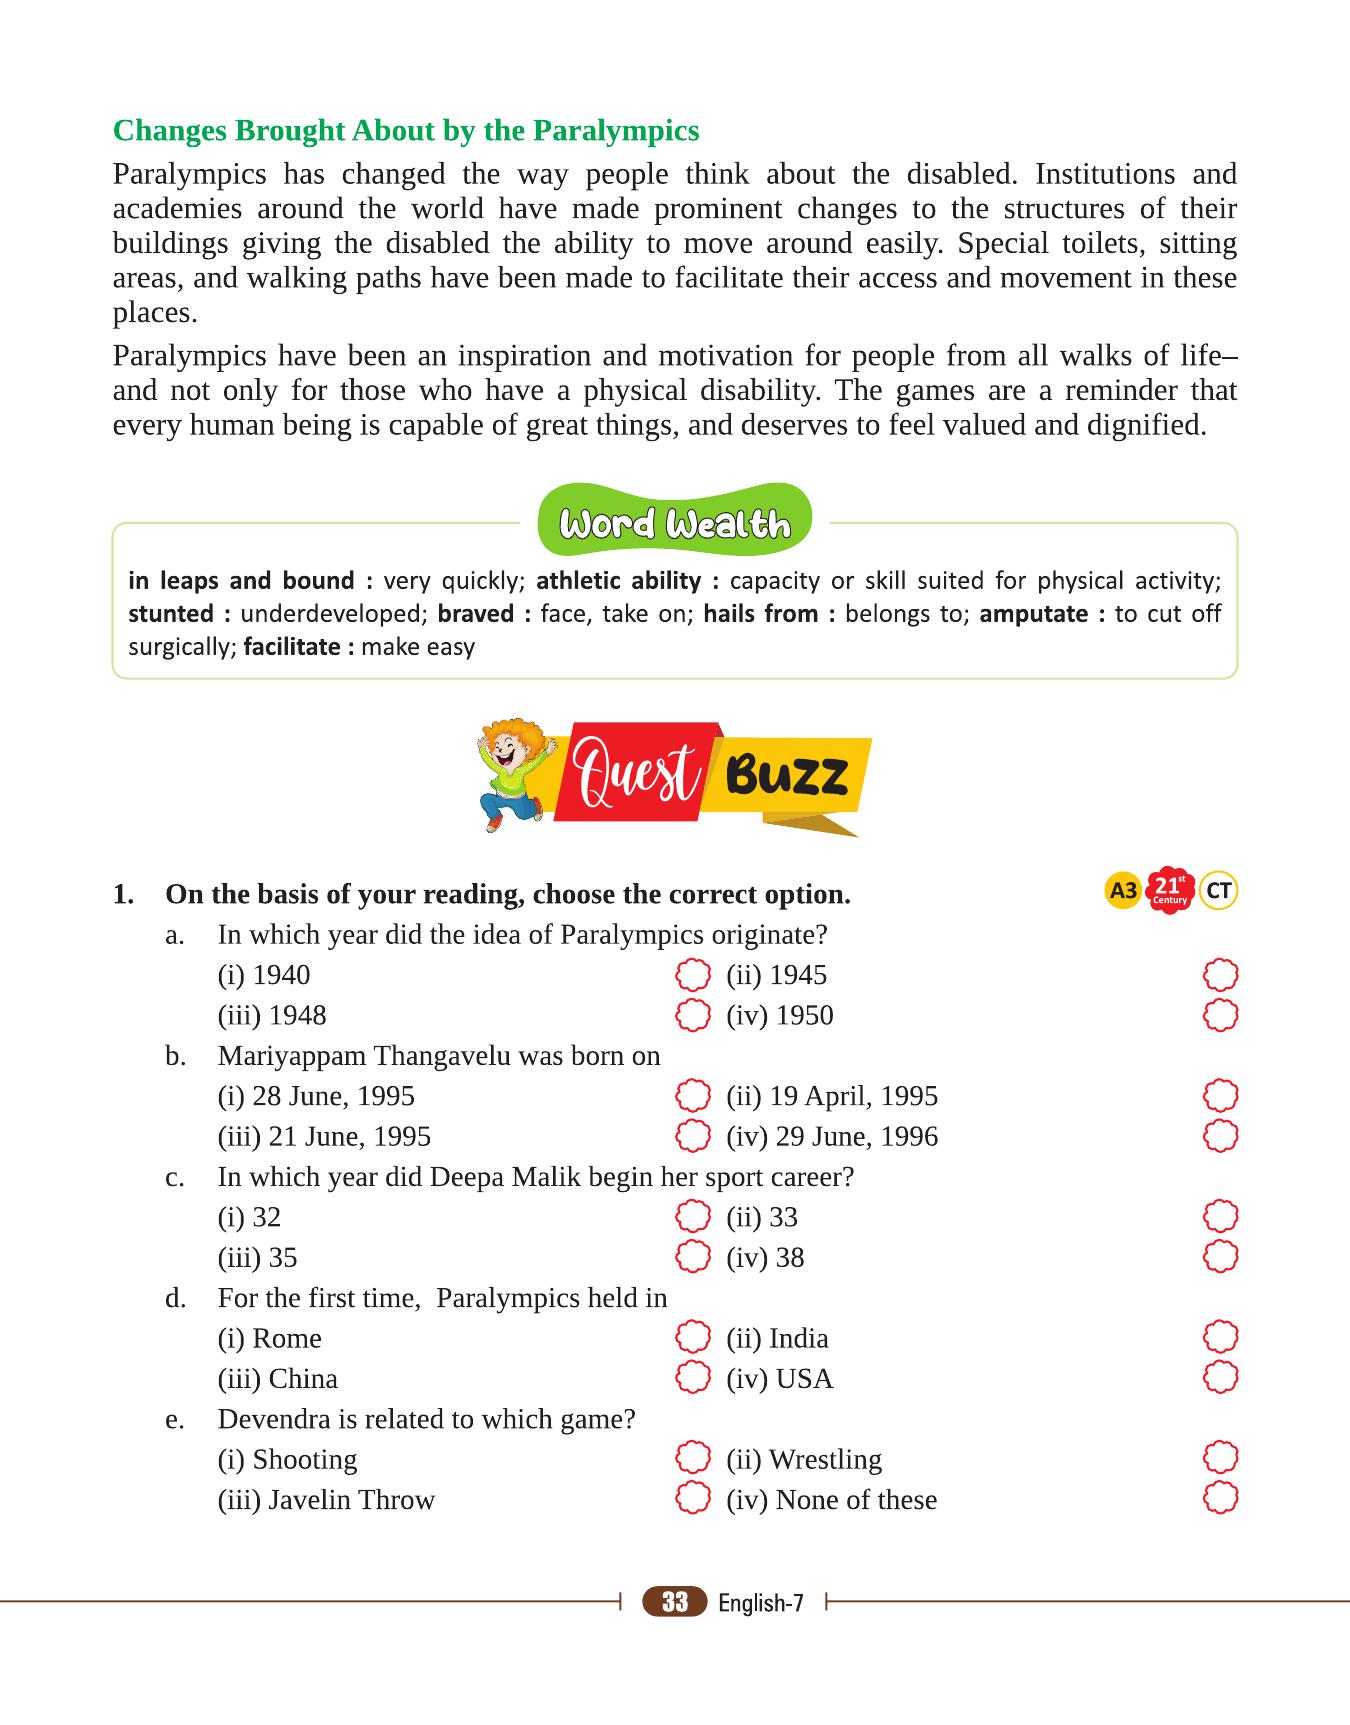 Changes Brought About by the Paralympics
Paralympics has changed the way people think about the disabled. Institutions and
academies around the world have made prominent changes to the structures of their
buildings giving the disabled the ability to move around easily. Special toilets, sitting
areas, and walking paths have been made to facilitate their access and movement in these
places.
Paralympics have been an inspiration and motivation for people from all walks of life–
and not only for those who have a physical disability. The games are a reminder that
every human being is capable of great things, and deserves to feel valued and dignified.
Word Wealth
in leaps and bound : very quickly; athletic ability : capacity or skill suited for physical activity;
stunted : underdeveloped; braved : face, take on; hails from : belongs to; amputate : to cut off
surgically; facilitate : make easy
Quest Buzz
1. On the basis of your reading, choose the correct option. A3 21st Century CT
a. In which year did the idea of Paralympics originate?
(i) 1940 (ii) 1945
(iii) 1948 (iv) 1950
b. Mariyappam Thangavelu was born on
(i) 28 June, 1995 (ii) 19 April, 1995
(iii) 21 June, 1995 (iv) 29 June, 1996
c. In which year did Deepa Malik begin her sport career?
(i) 32 (ii) 33
(iii) 35 (iv) 38
d. For the first time, Paralympics held in
(i) Rome (ii) India
(iii) China (iv) USA
e. Devendra is related to which game?
(i) Shooting (ii) Wrestling
(iii) Javelin Throw (iv) None of these
33 English-7